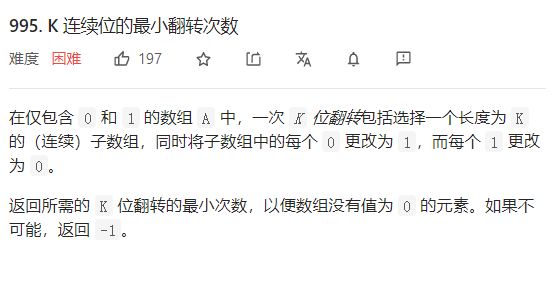 995. K 连续位的最小翻转次数
难度 困难 197
在仅包含 0 和 1 的数组 A 中，一次 K 位翻转包括选择一个长度为 K
的（连续）子数组，同时将子数组中的每个 0 更改为 1，而每个 1 更改
为 0。
返回所需的 K 位翻转的最小次数，以便数组没有值为 0 的元素。如果不
可能，返回 -1。